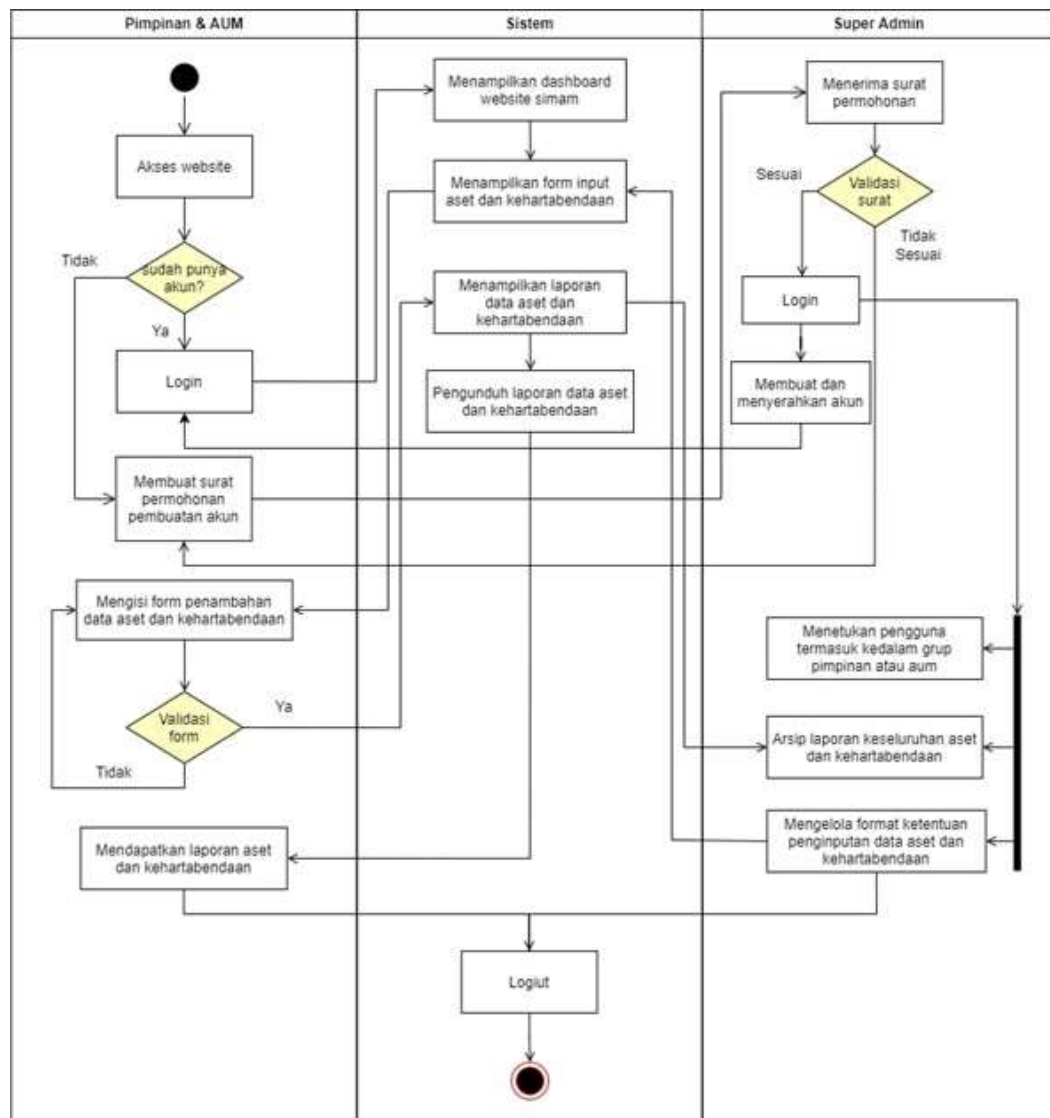 Pimpinan & AUM
Sistem
Super Admin
Menampilkan dashboard
website simam
Menerima surat
permohonan
Akses website
Menampilkan form input
aset dan kehartabendaan
Sesuai
Validasi
surat
Tidak
Sesuai
Tidak
sudah punya
akun?
Ya
Menampilkan laporan
data aset dan
kehartabendaan
Login
Login
Pengunduh laporan data aset
dan kehartabendaan
Membuat dan
menyerahkan akun
Membuat surat
permohonan
pembuatan akun
Mengisi form penambahan
data aset dan kehartabendaan
Menetukan pengguna
termasuk kedalam grup
pimpinan atau aum
Validasi
form
Ya
Tidak
Arsip laporan keseluruhan aset
dan kehartabendaan
Mendapatkan laporan aset
dan kehartabendaan
Mengelola format ketentuan
penginputan data aset dan
kehartabendaan
Logiut